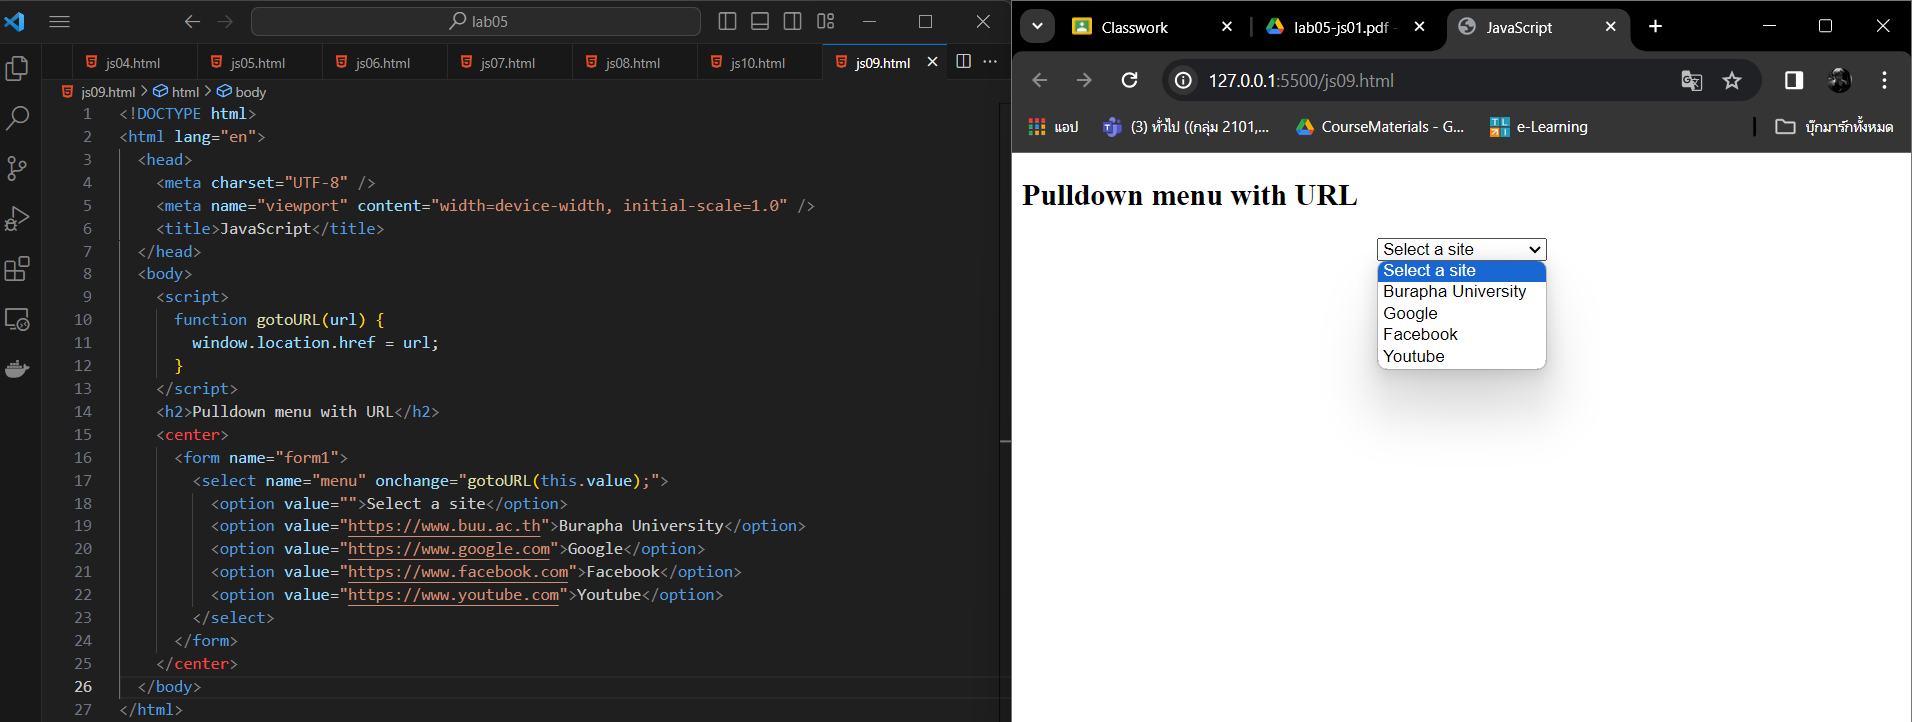 lab05
js04.html
js05.html
js06.html
js07.html
js08.html
js10.html
js09.html
js09.html > html > body
1 <!DOCTYPE html>
2 <html lang="en">
3 <head>
4 <meta charset="UTF-8" />
5 <meta name="viewport" content="width=device-width, initial-scale=1.0" />
6 <title>JavaScript</title>
7 </head>
8 <body>
9 <script>
10 function gotoURL(url) {
11 window.location.href = url;
12 }
13 </script>
14 <h2>Pulldown menu with URL</h2>
15 <center>
16 <form name="form1">
17 <select name="menu" onchange="gotoURL(this.value);">
18 <option value="">Select a site</option>
19 <option value="https://www.buu.ac.th">Burapha University</option>
20 <option value="https://www.google.com">Google</option>
21 <option value="https://www.facebook.com">Facebook</option>
22 <option value="https://www.youtube.com">Youtube</option>
23 </select>
24 </form>
25 </center>
26 </body>
27 </html>
Classwork
lab05-js01.pdf -
JavaScript
127.0.0.1:5500/js09.html
แอป
(3) ทั่วไป ((กลุ่ม 2101,...
CourseMaterials - G...
e-Learning
บุ๊กมาร์กทั้งหมด
Pulldown menu with URL
Select a site
Select a site
Burapha University
Google
Facebook
Youtube